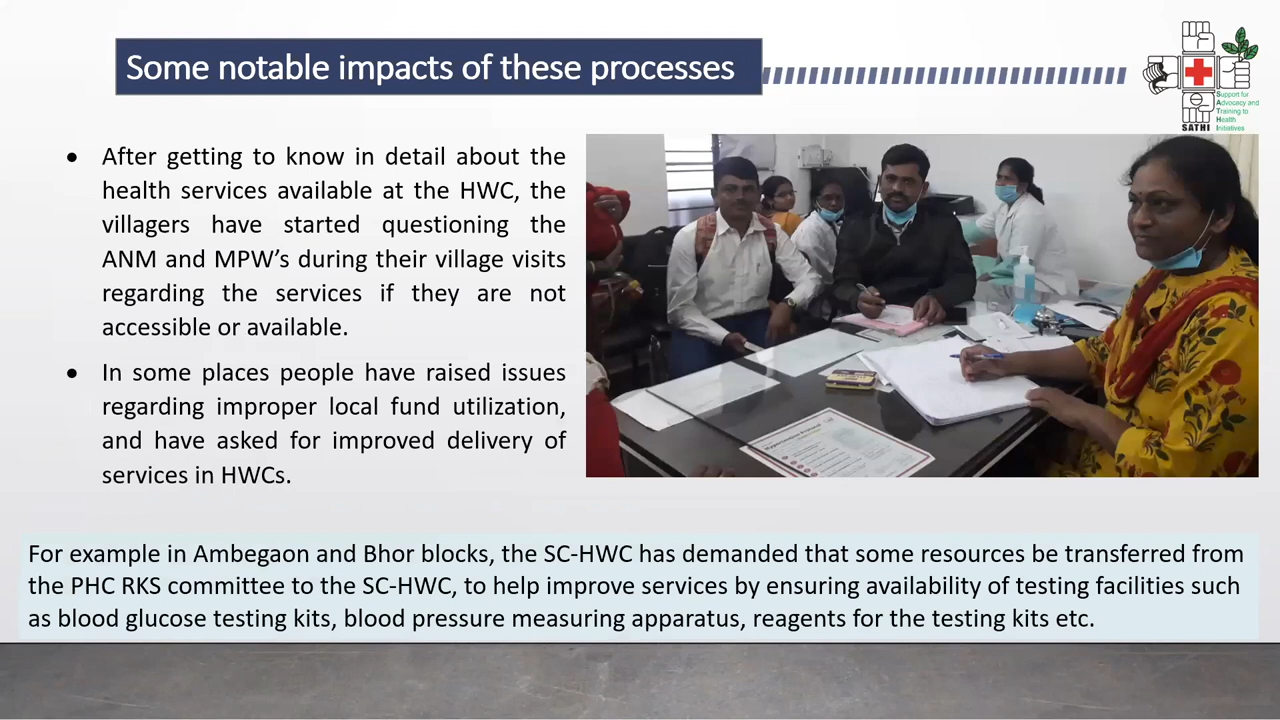 Some notable impacts of these processes
SATHI
Support for
Advocacy and
Training to
Health
Initiatives
• After getting to know in detail about the
health services available at the HWC, the
villagers have started questioning the
ANM and MPW’s during their village visits
regarding the services if they are not
accessible or available.
• In some places people have raised issues
regarding improper local fund utilization,
and have asked for improved delivery of
services in HWCs.
For example in Ambegaon and Bhor blocks, the SC-HWC has demanded that some resources be transferred from
the PHC RKS committee to the SC-HWC, to help improve services by ensuring availability of testing facilities such
as blood glucose testing kits, blood pressure measuring apparatus, reagents for the testing kits etc.